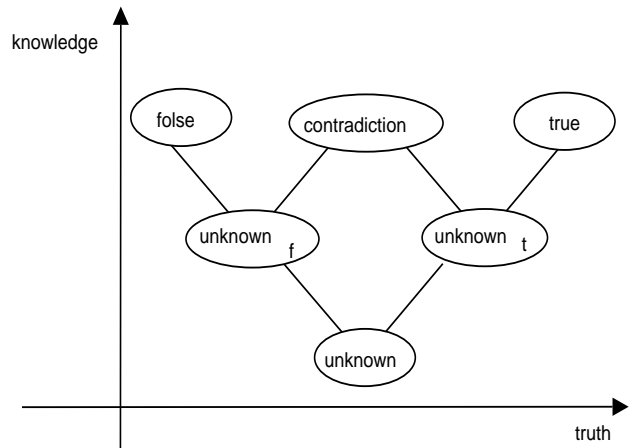 knowledge
folse
contradiction
true
unknown f
unknown t
unknown
truth